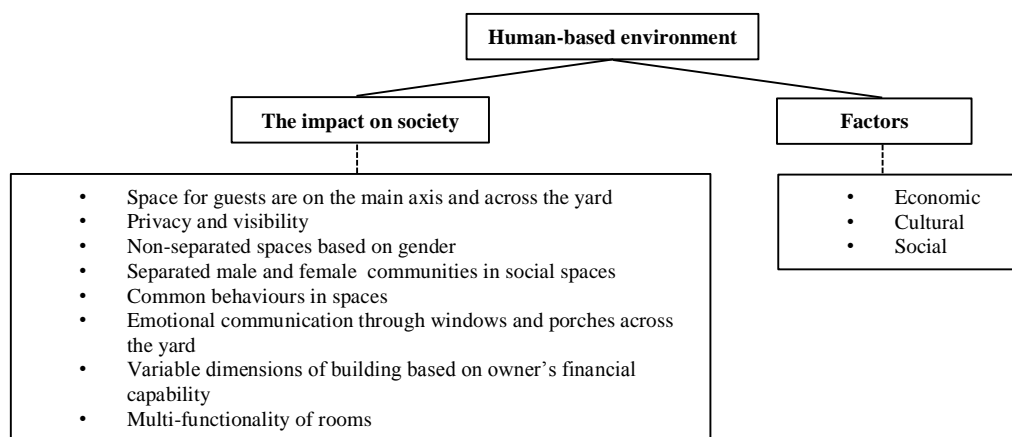 Human-based environment
The impact on society
Factors
• Space for guests are on the main axis and across the yard
• Privacy and visibility
• Non-separated spaces based on gender
• Separated male and female communities in social spaces
• Common behaviours in spaces
• Emotional communication through windows and porches across
the yard
• Variable dimensions of building based on owner's financial
capability
• Multi-functionality of rooms
• Economic
• Cultural
• Social